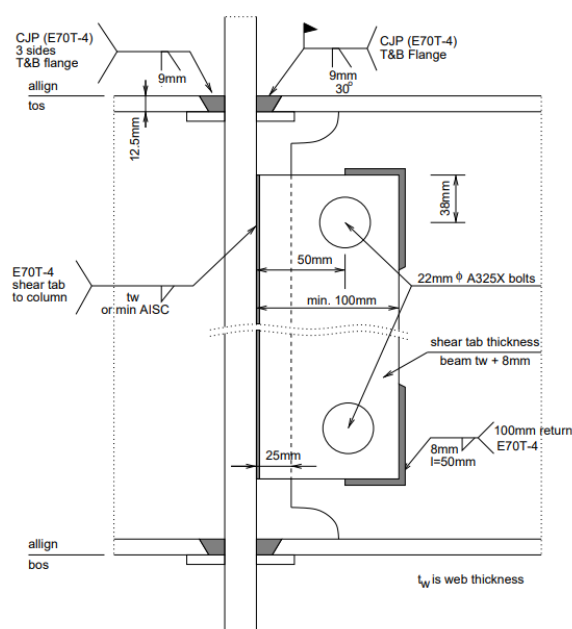 CJP (E70T-4)
3 sides
T&B flange
9mm
CJP (E70T-4)
T&B Flange
9mm
30°
allign
tos
12.5mm
38mm
50mm
E70T-4
shear tab
to column
tw
or min AISC
22mm ϕ A325X bolts
min. 100mm
shear tab thickness
beam tw + 8mm
100mm return
E70T-4
8mm
l=50mm
25mm
allign
bos
tw is web thickness